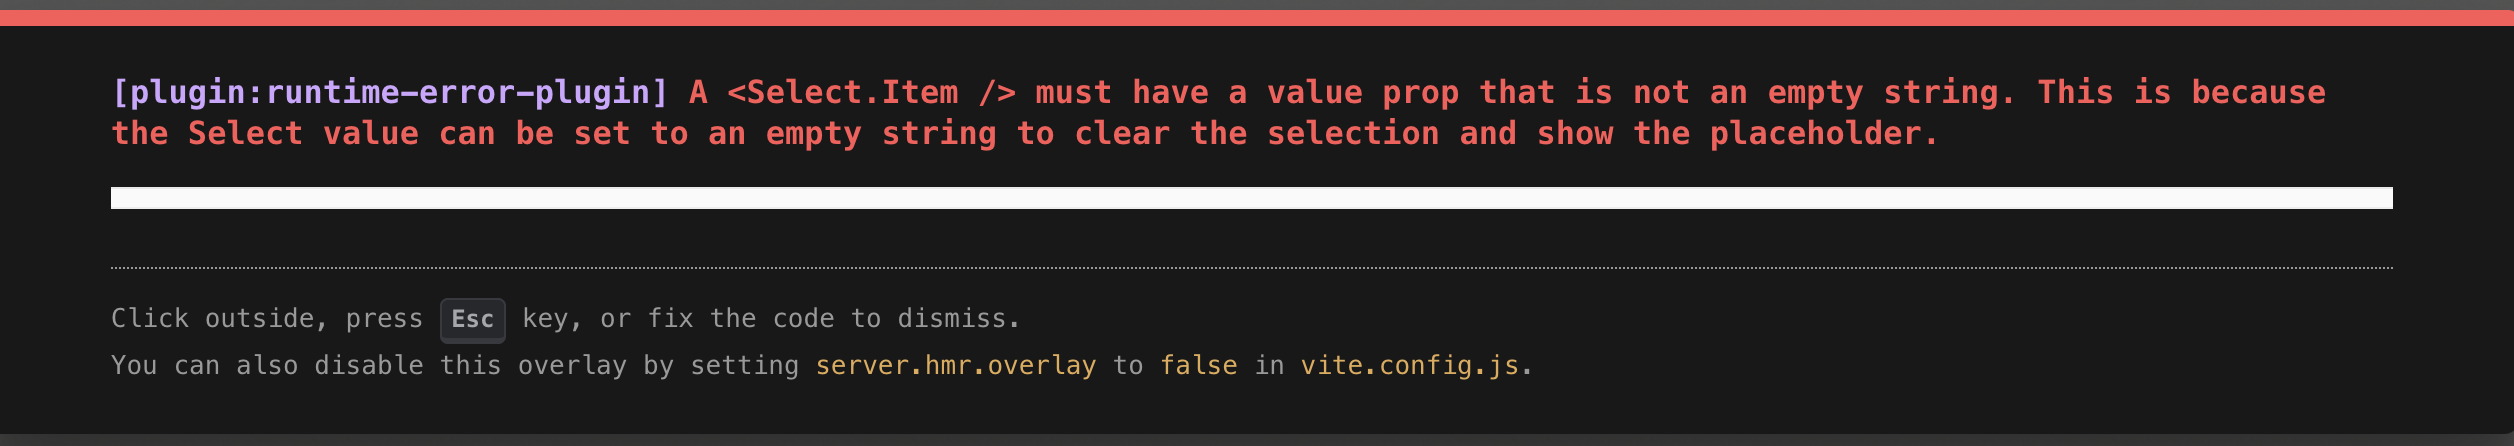 [plugin:runtime-error-plugin] A <Select.Item /> must have a value prop that is not an empty string. This is because
the Select value can be set to an empty string to clear the selection and show the placeholder.
Click outside, press Esc key, or fix the code to dismiss.
You can also disable this overlay by setting server.hmr.overlay to false in vite.config.js.